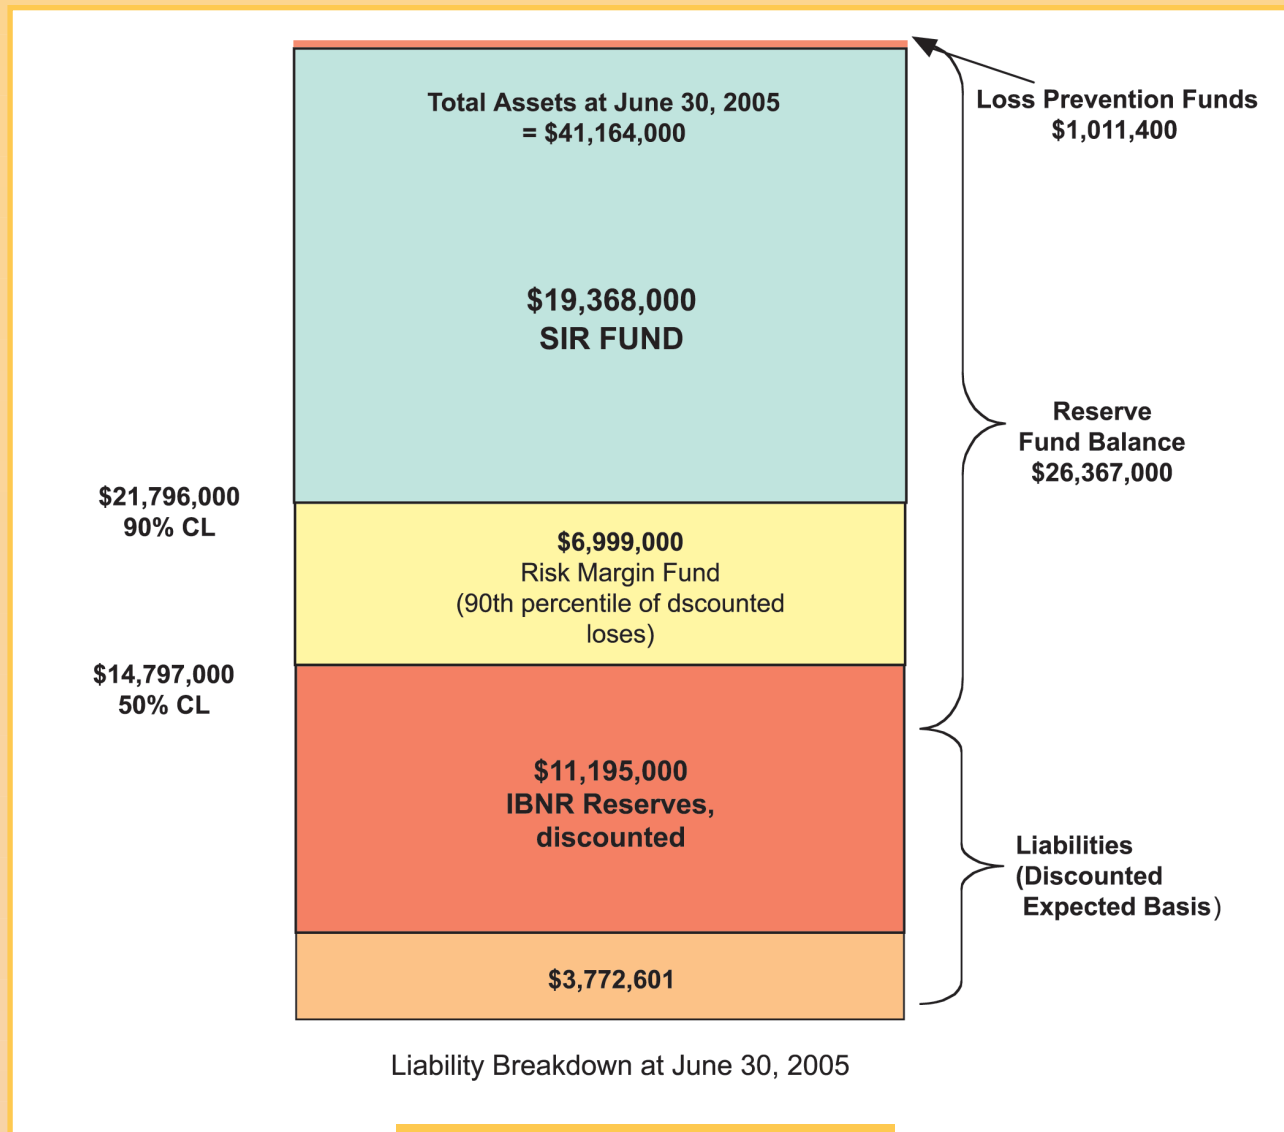 Total Assets at June 30, 2005
= $41,164,000
Loss Prevention Funds
$1,011,400
$19,368,000
SIR FUND
Reserve
Fund Balance
$26,367,000
$21,796,000
90% CL
$6,999,000
Risk Margin Fund
(90th percentile of dscounted
loses)
$14,797,000
50% CL
$11,195,000
IBNR Reserves,
discounted
Liabilities
(Discounted
Expected Basis)
$3,772,601
Liability Breakdown at June 30, 2005